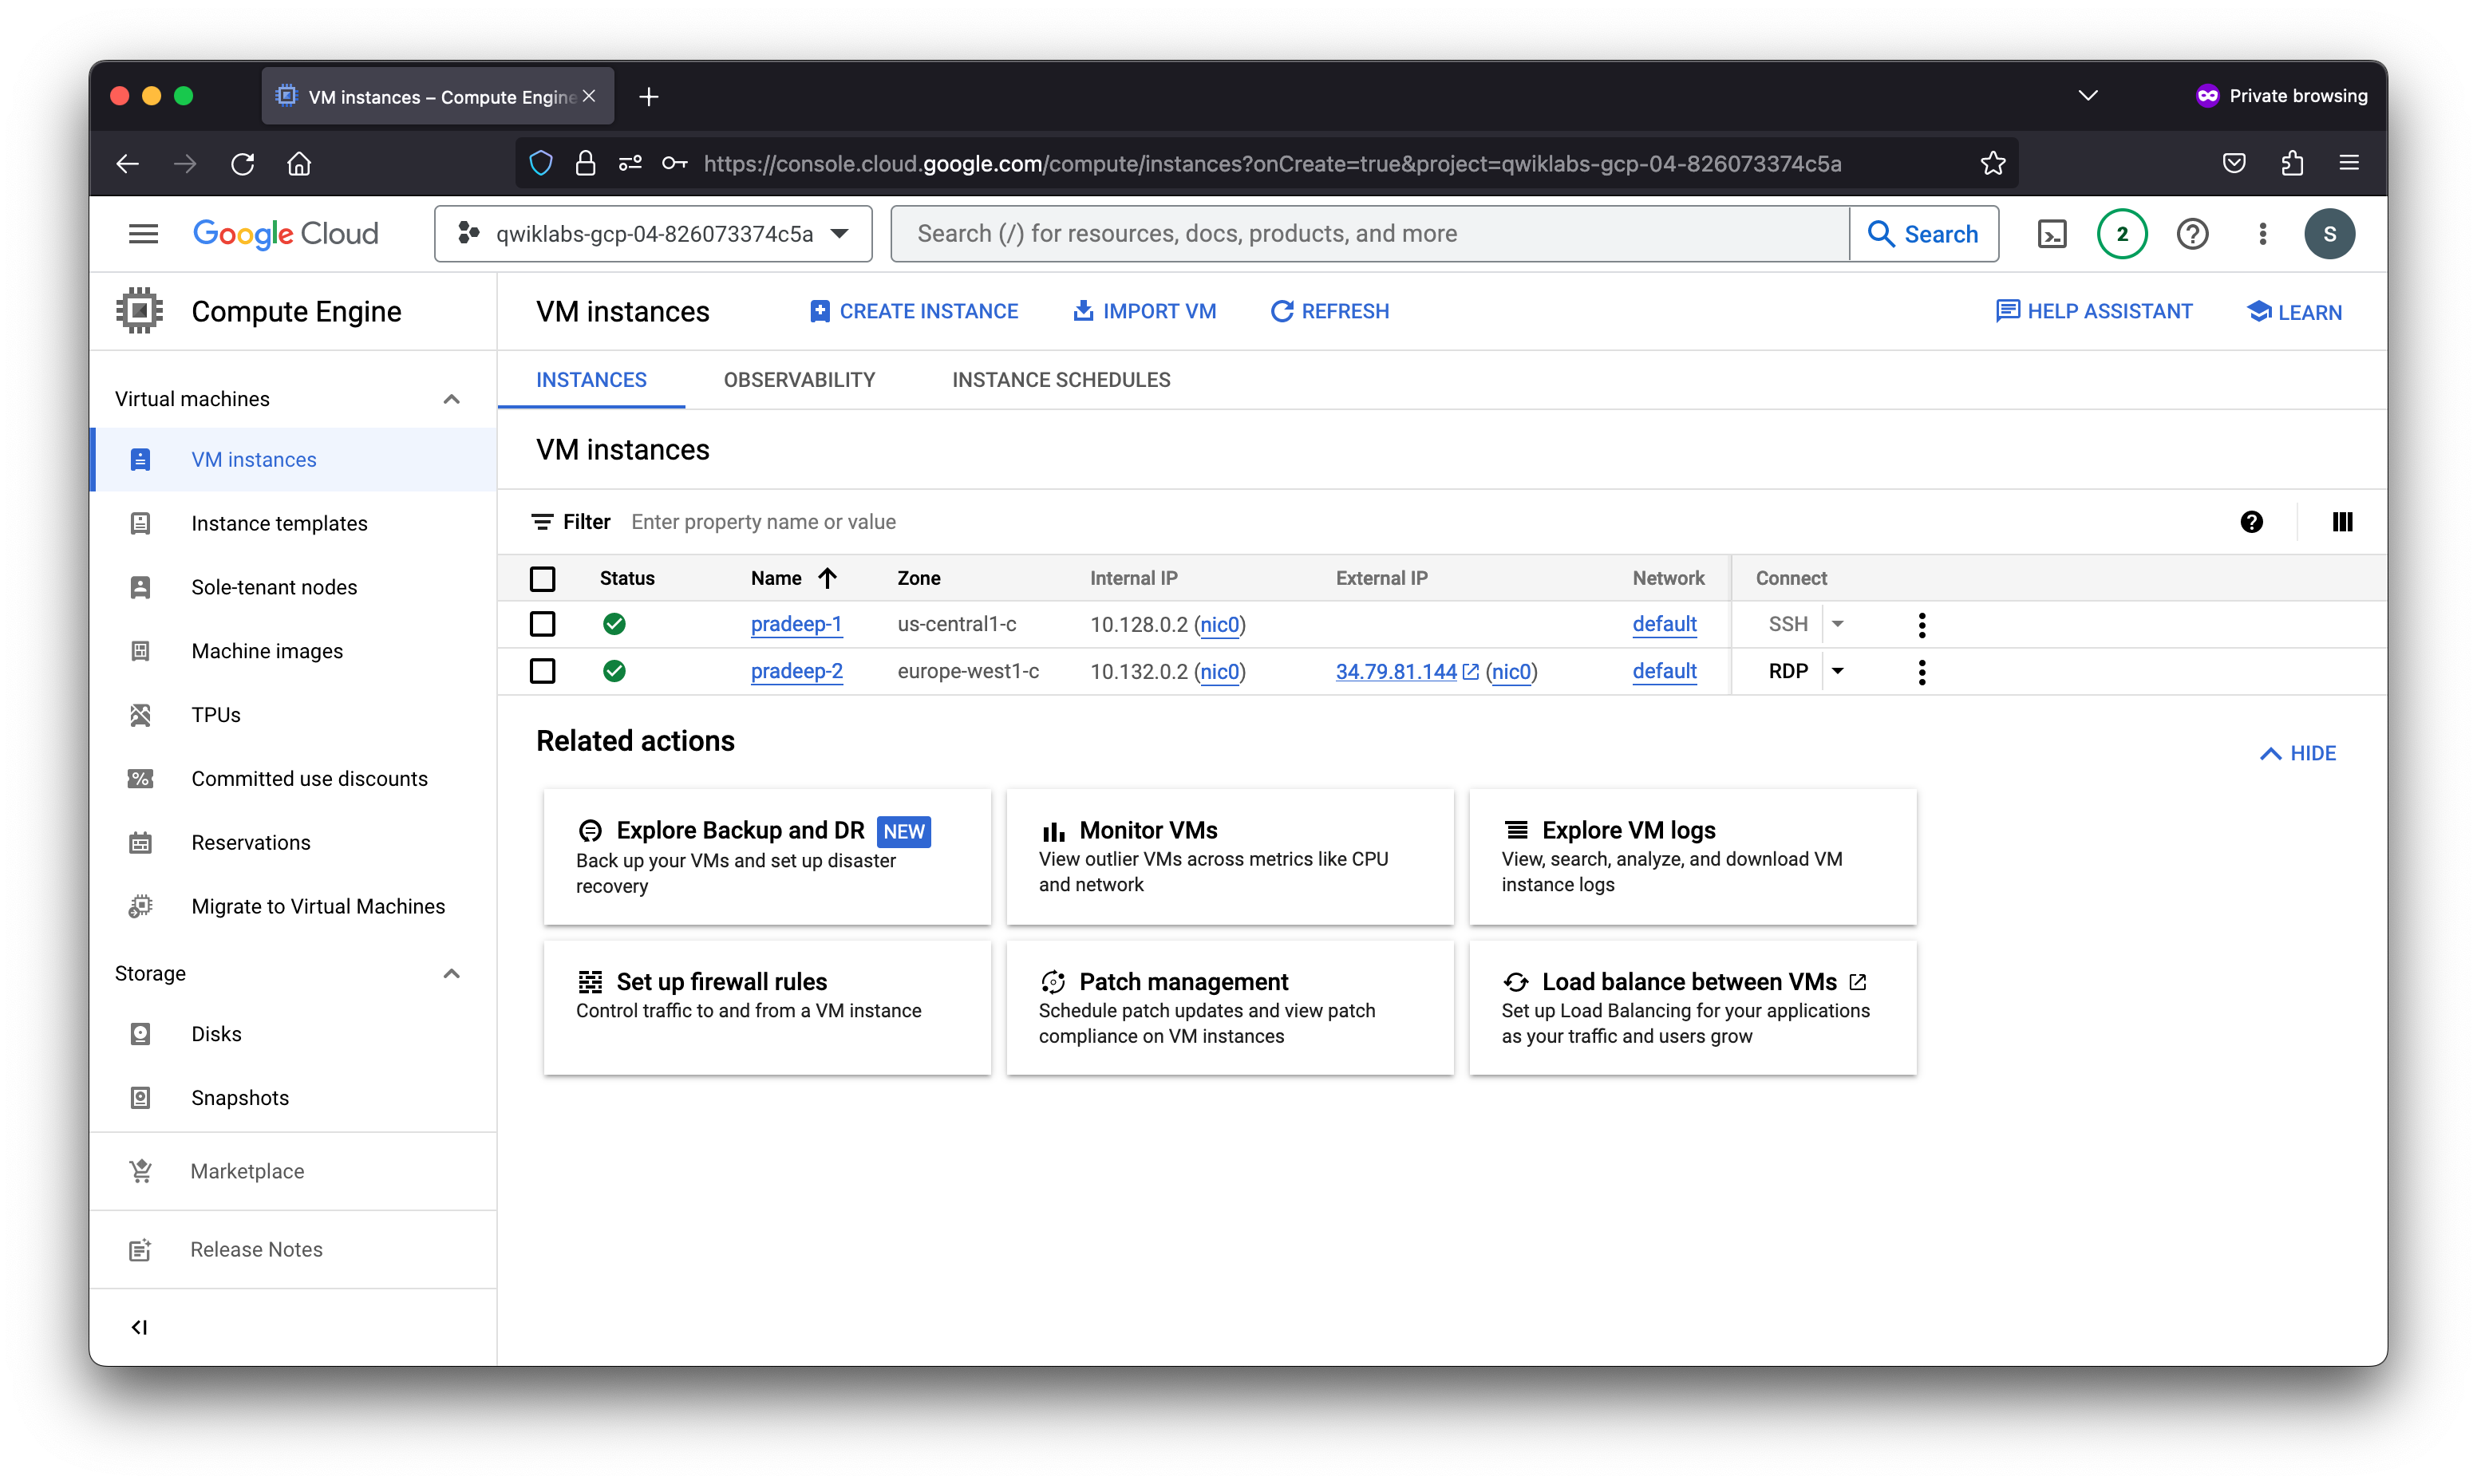 VM instances – Compute Engine
Private browsing
https://console.cloud.google.com/compute/instances?onCreate=true&project=qwiklabs-gcp-04-826073374c5a
Google Cloud
qwiklabs-gcp-04-826073374c5a
Search (/) for resources, docs, products, and more
Search
2
S
Compute Engine
VM instances
CREATE INSTANCE
IMPORT VM
REFRESH
HELP ASSISTANT
LEARN
Virtual machines
VM instances
Instance templates
Sole-tenant nodes
Machine images
TPUs
Committed use discounts
Reservations
Migrate to Virtual Machines
Storage
Disks
Snapshots
Marketplace
Release Notes
INSTANCES OBSERVABILITY INSTANCE SCHEDULES
VM instances
Filter Enter property name or value
Status Name Zone Internal IP External IP Network Connect
pradeep-1 us-central1-c 10.128.0.2 (nic0) default SSH
pradeep-2 europe-west1-c 10.132.0.2 (nic0) 34.79.81.144 (nic0) default RDP
Related actions
HIDE
Explore Backup and DR NEW
Back up your VMs and set up disaster
recovery
Monitor VMs
View outlier VMs across metrics like CPU
and network
Explore VM logs
View, search, analyze, and download VM
instance logs
Set up firewall rules
Control traffic to and from a VM instance
Patch management
Schedule patch updates and view patch
compliance on VM instances
Load balance between VMs
Set up Load Balancing for your applications
as your traffic and users grow